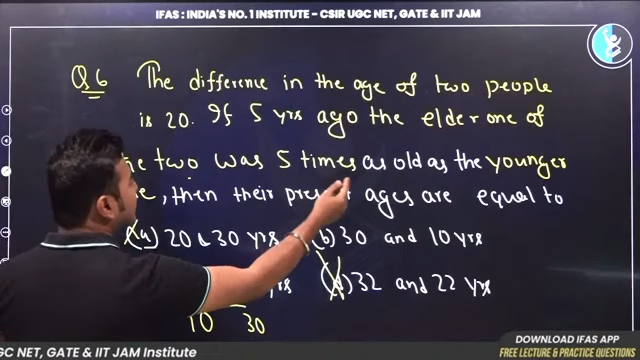 IFAS : INDIA'S NO. 1 INSTITUTE - CSIR UGC NET, GATE & IIT JAM
Q.6 The difference in the age of two people
is 20. If 5 yrs ago the elder one of
two was 5 times as old as the younger
, then their ages are equal to
(a) 20 & 30 yrs (b) 30 and 10 yrs
yrs (d) 32 and 22 yrs
10 30
GC NET, GATE & IIT JAM Institute
DOWNLOAD IFAS APP
FREE LECTURE & PRACTICE QUESTIONS